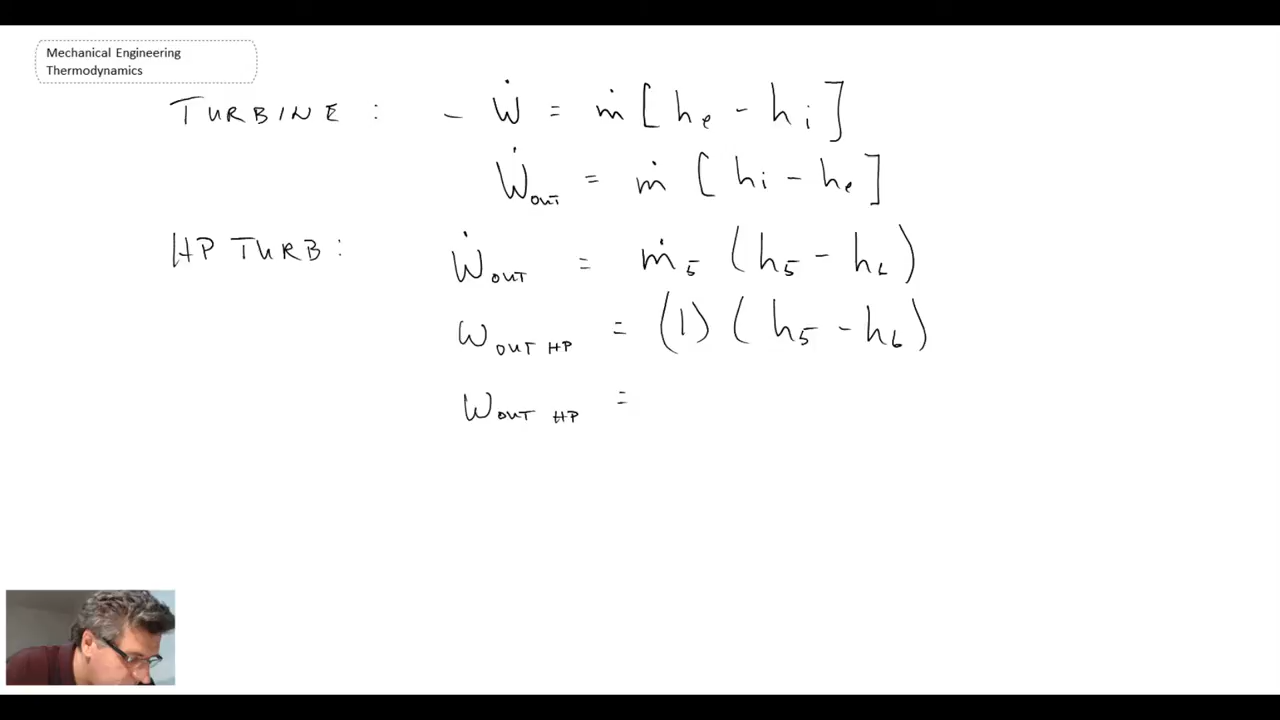 Mechanical Engineering
Thermodynamics
TURBINE : - Ẇ = ṁ [ he - hi ]
ẆOUT = ṁ [ hi - he ]
HP TURB : ẆOUT = ṁ5 ( h5 - h6 )
wOUT HP = (1) ( h5 - h6 )
wOUT HP =